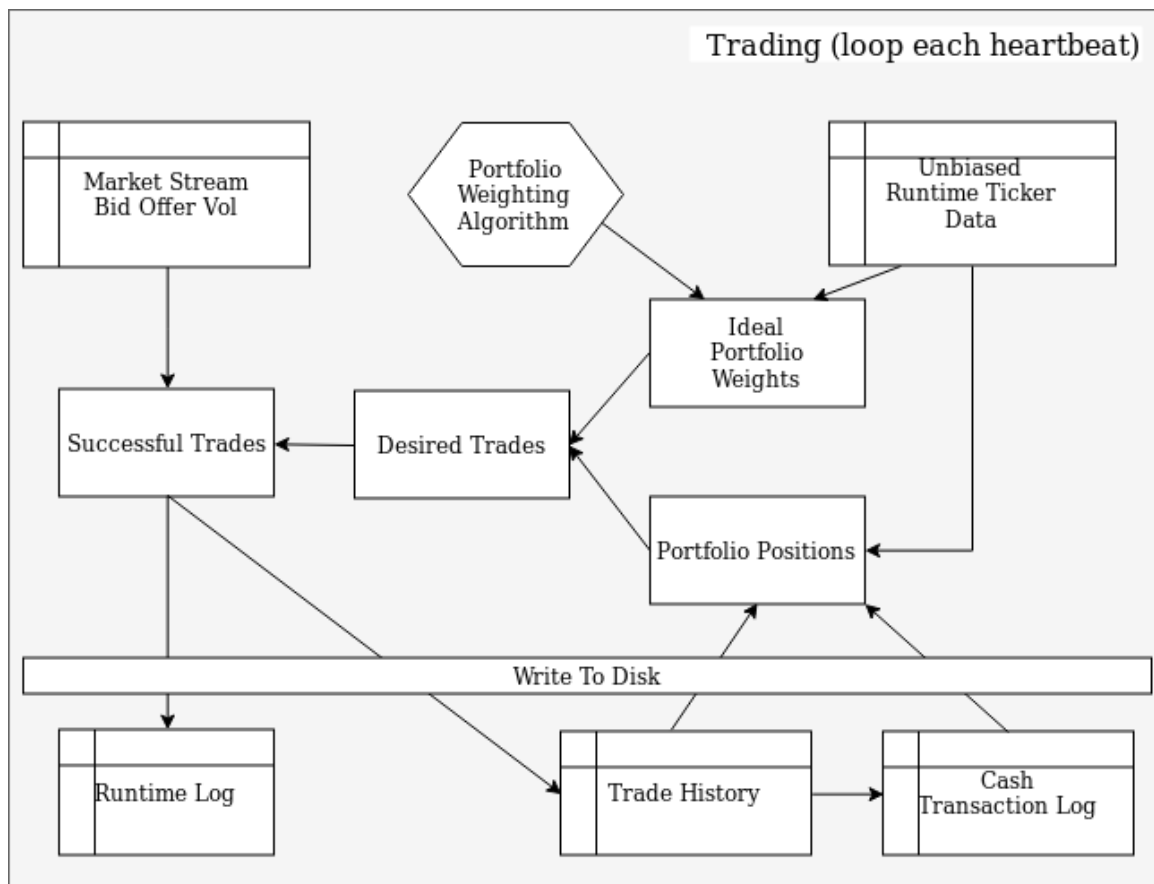 Trading (loop each heartbeat)
Market Stream
Bid Offer Vol
Portfolio
Weighting
Algorithm
Unbiased
Runtime Ticker
Data
Ideal
Portfolio
Weights
Successful Trades
Desired Trades
Portfolio Positions
Write To Disk
Runtime Log
Trade History
Cash
Transaction Log